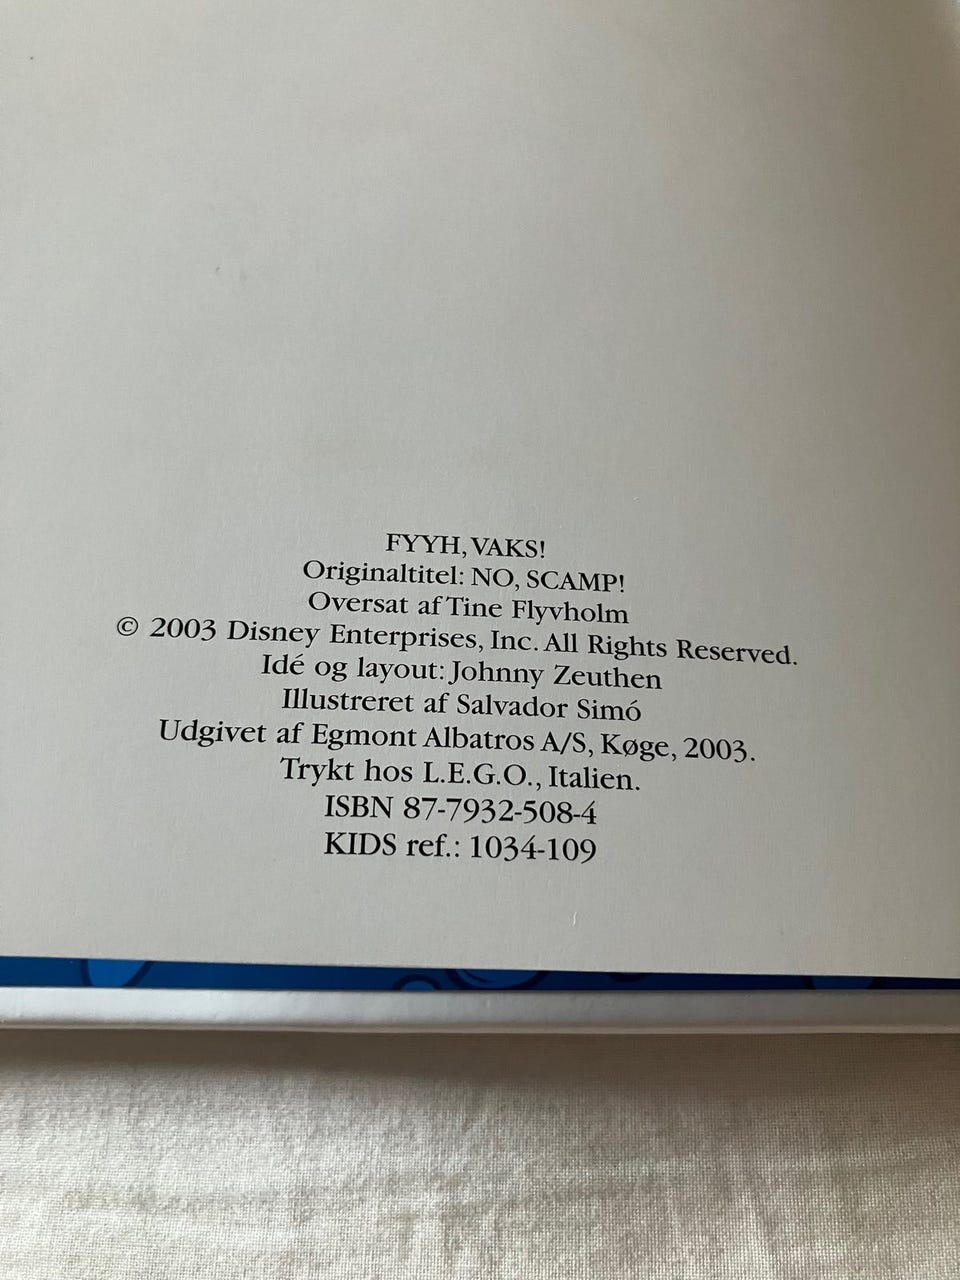 FYYH, VAKS!
Originaltitel: NO, SCAMP!
Oversat af Tine Flyvholm
© 2003 Disney Enterprises, Inc. All Rights Reserved.
Idé og layout: Johnny Zeuthen
Illustreret af Salvador Simó
Udgivet af Egmont Albatros A/S, Køge, 2003.
Trykt hos L.E.G.O., Italien.
ISBN 87-7932-508-4
KIDS ref.: 1034-109